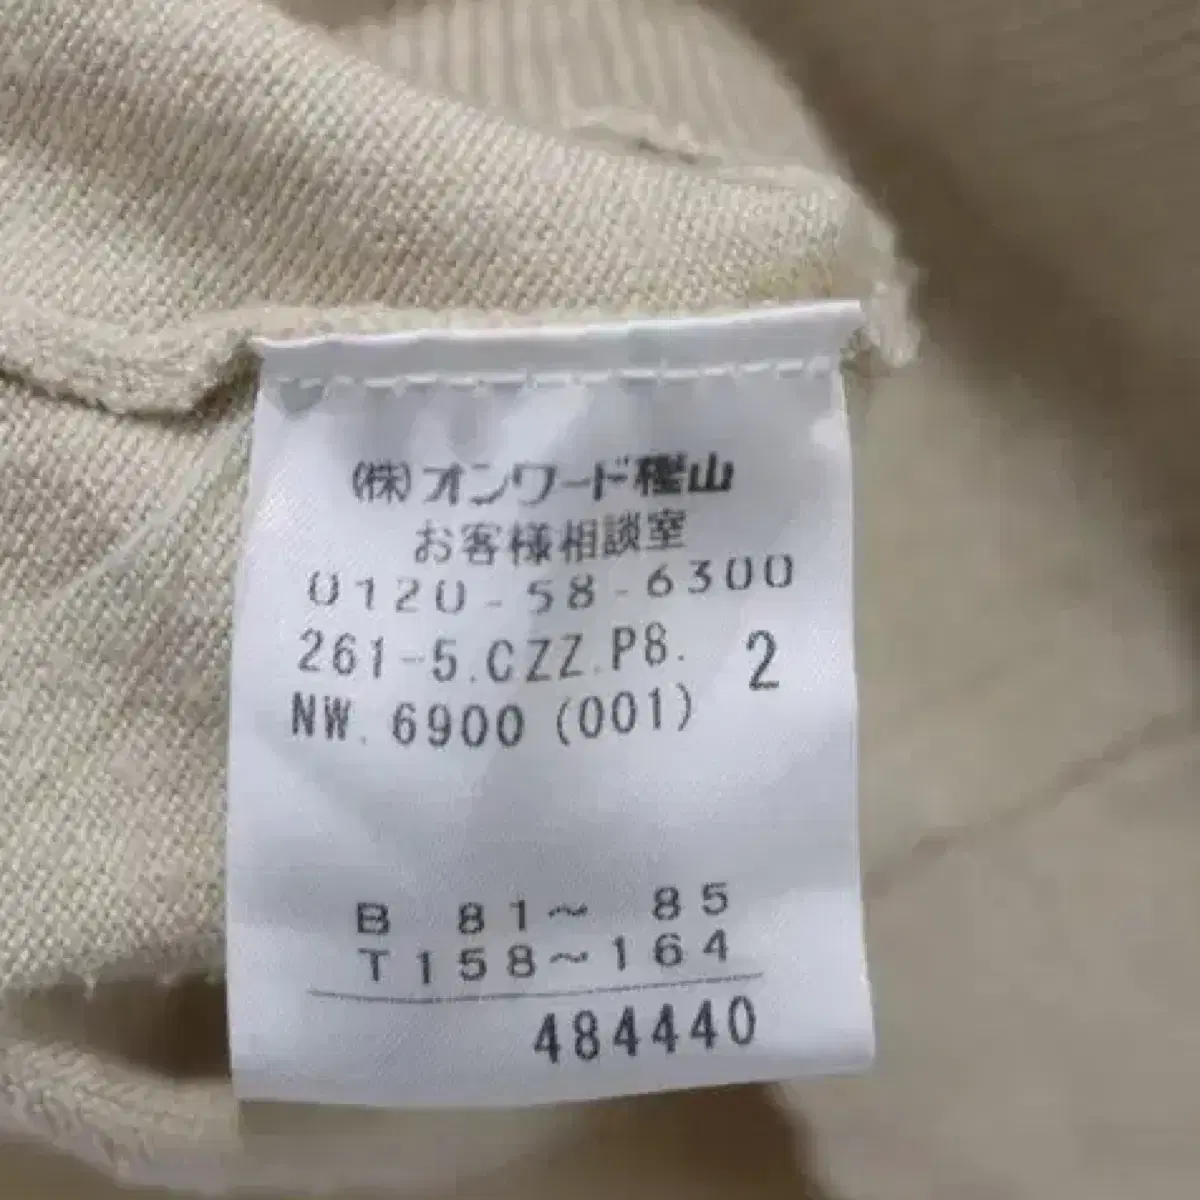 (株)オンワード樫山
お客様相談室
0120-58-6300
261-5.CZZ.P8. 2
NW. 6900 (001)
B 81～ 85
T158～164
484440